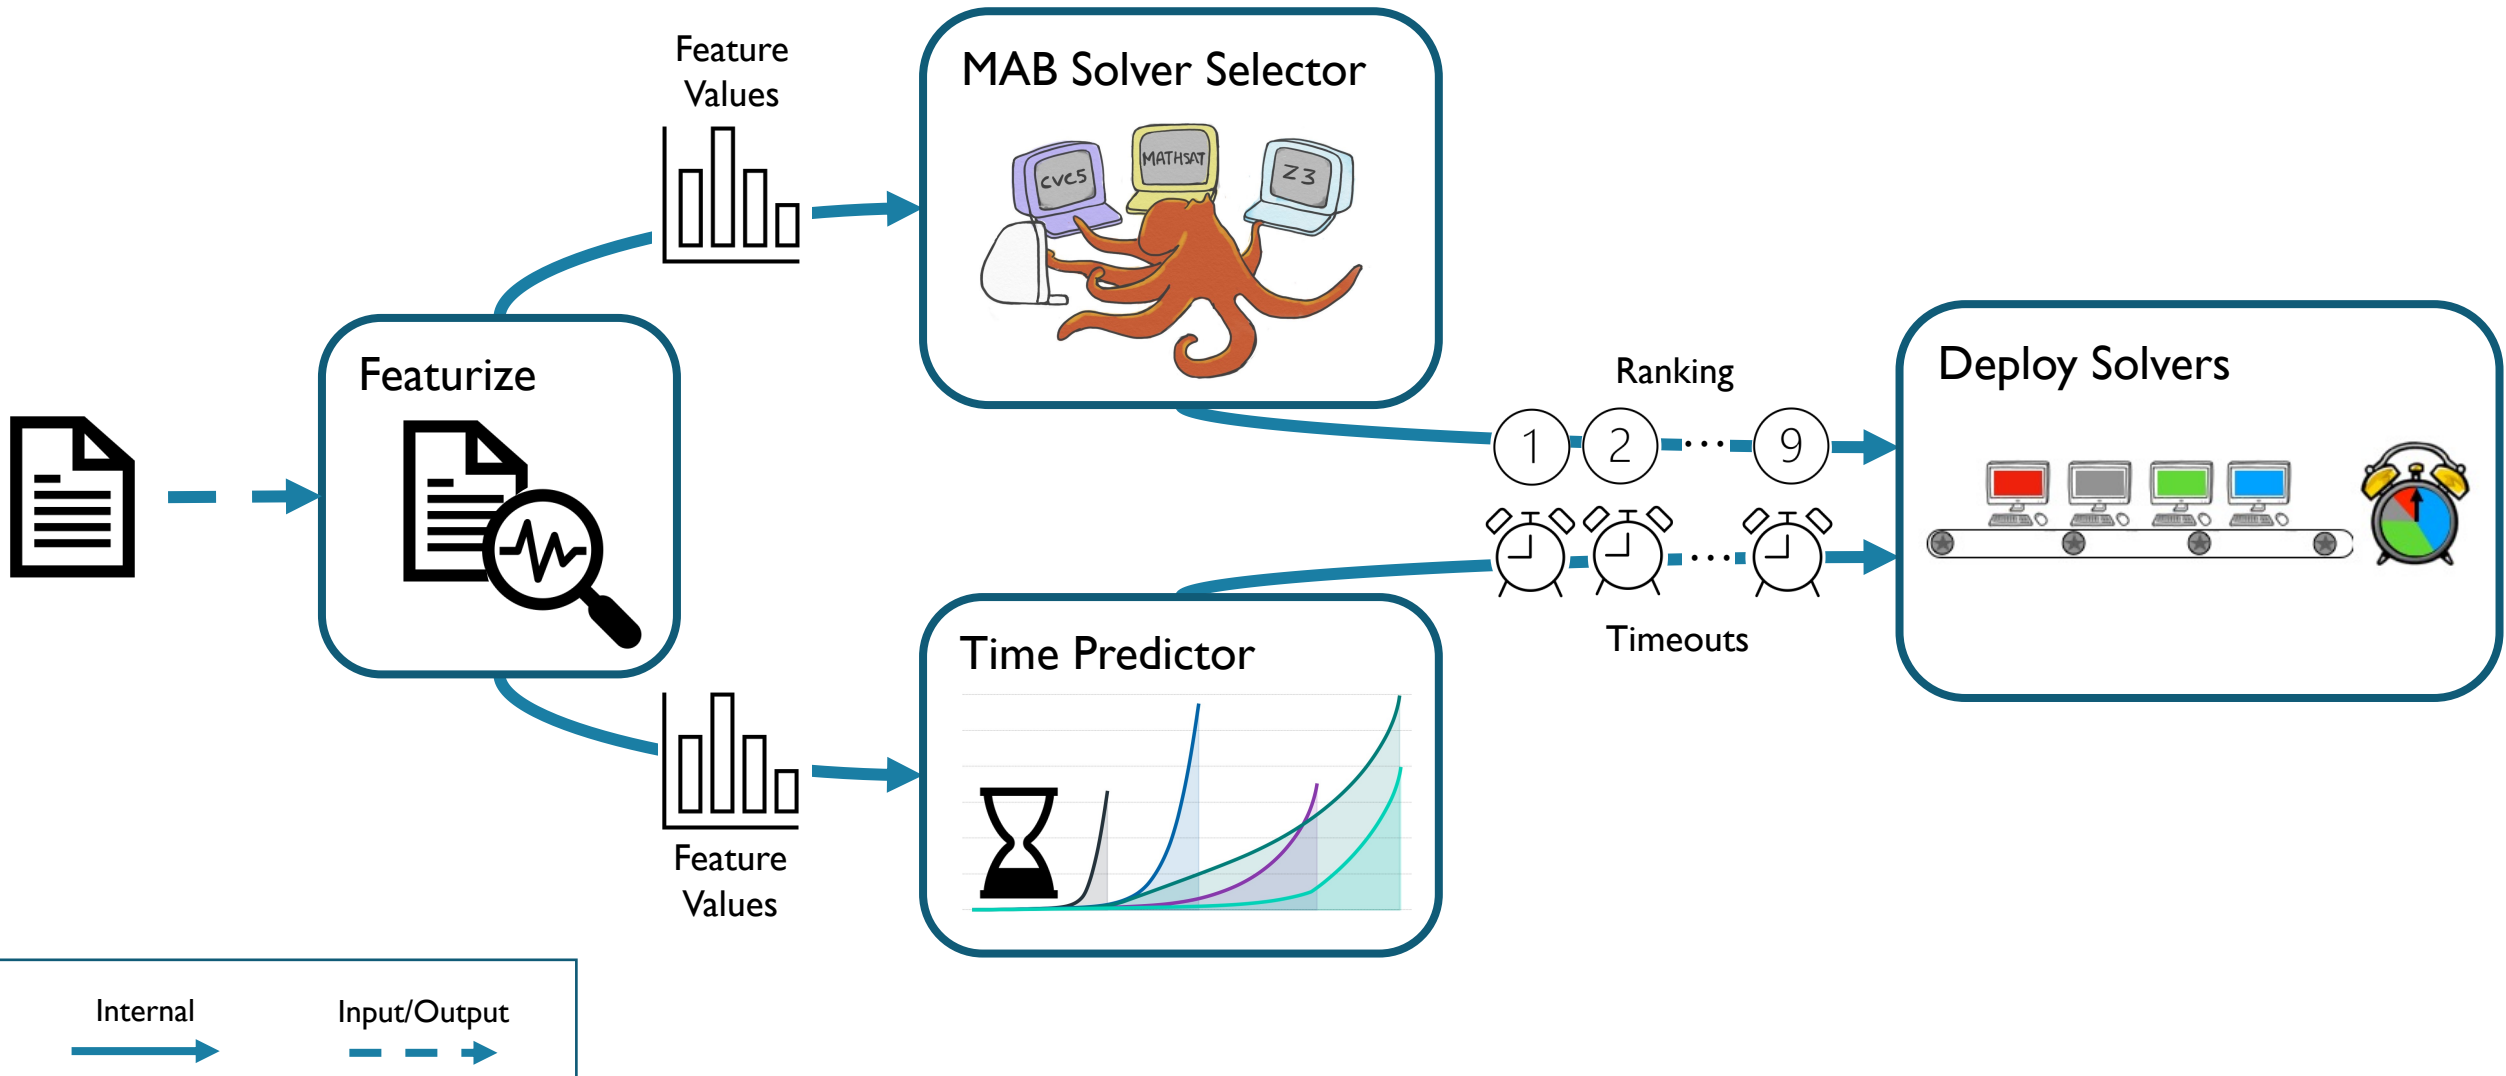 Feature
Values
MAB Solver Selector
cvc5
MATHSAT
Z3
Featurize
Ranking
1 2 ... 9
Deploy Solvers
Timeouts
...
Time Predictor
Feature
Values
Internal
Input/Output